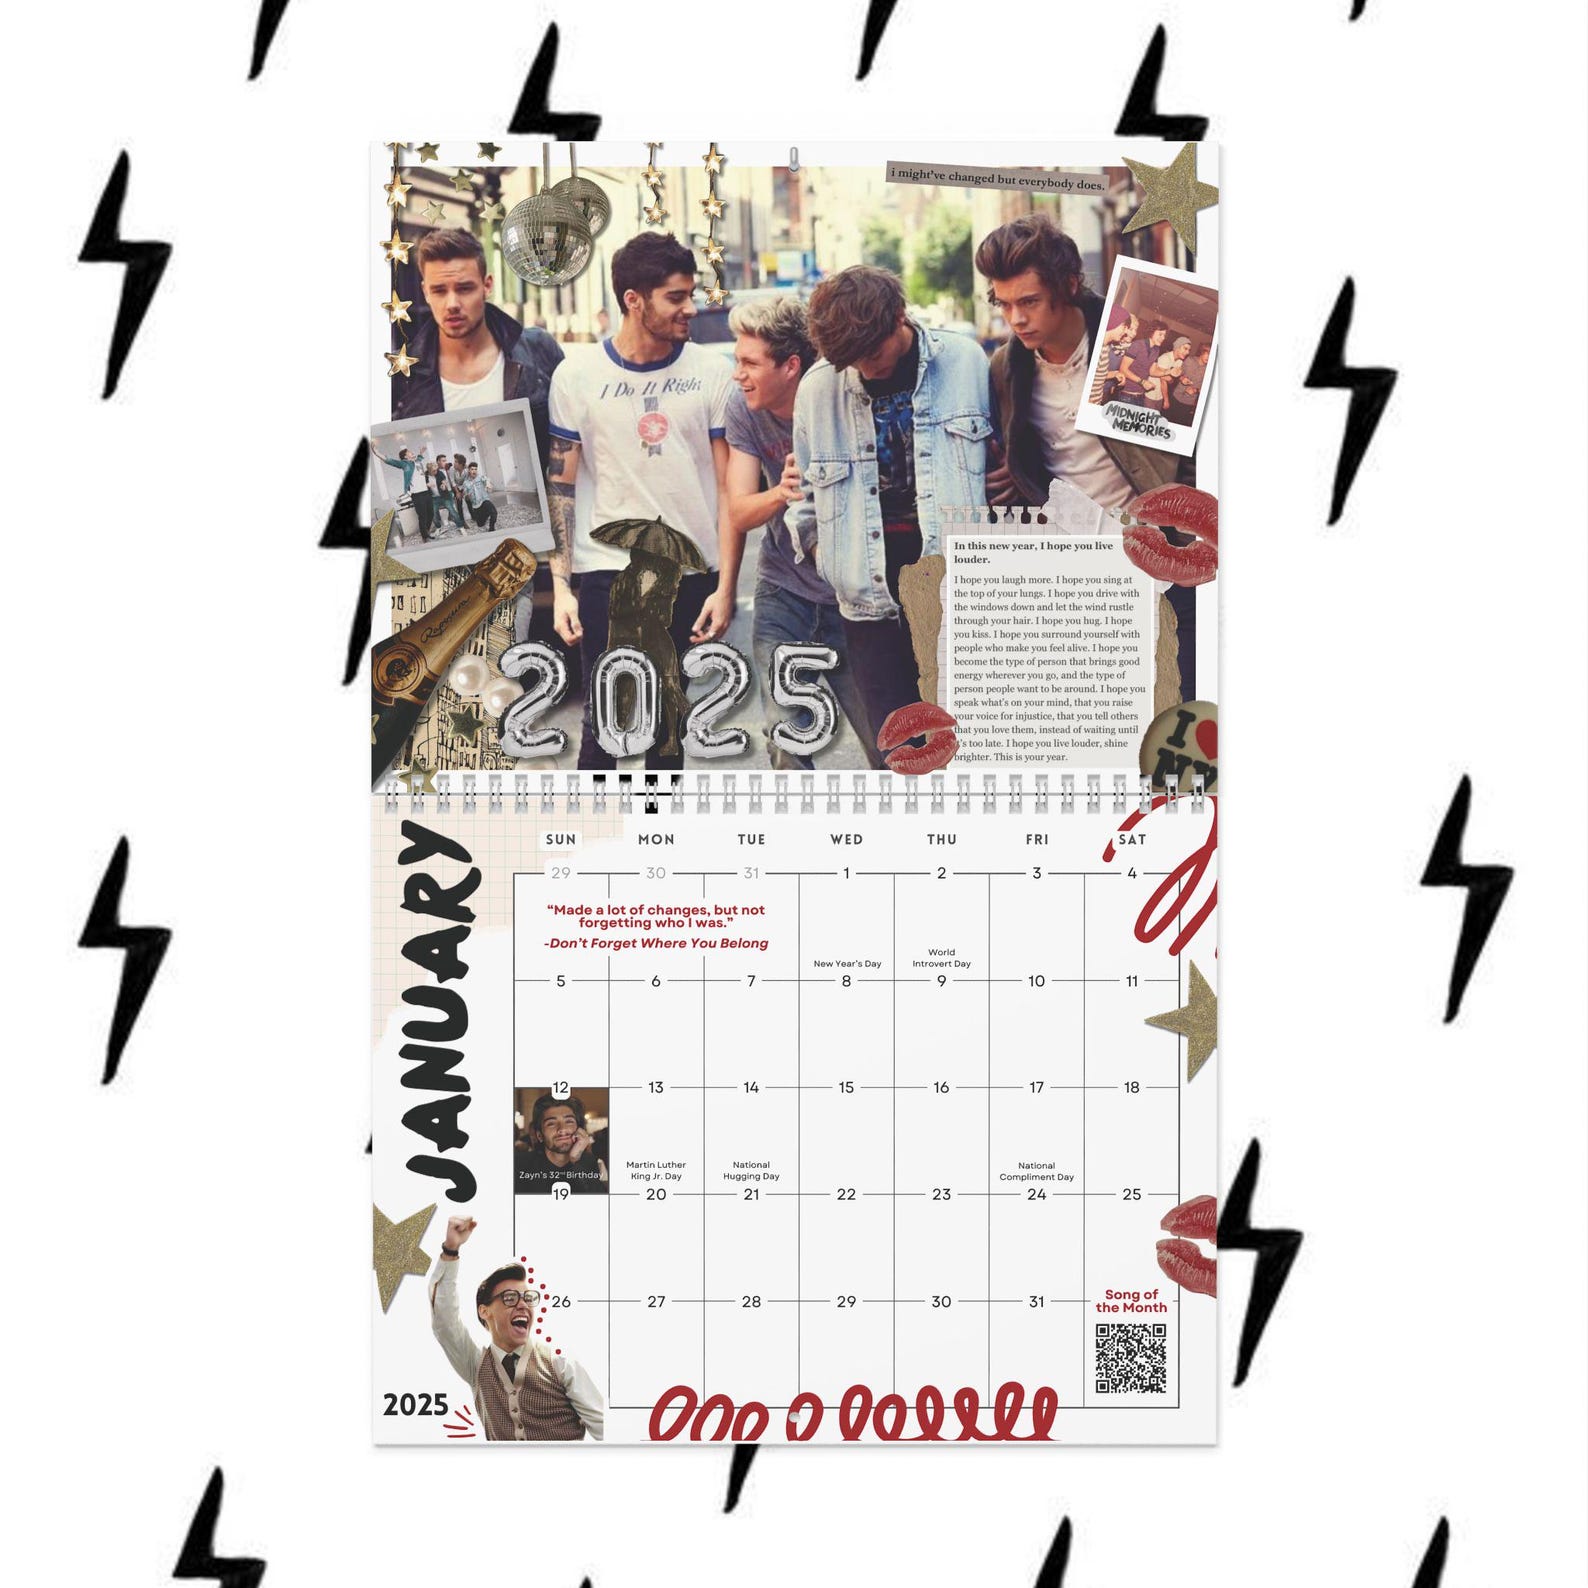 i might've changed but everybody does.
I Do It Right
MIDNIGHT
MEMORIES
In this new year, I hope you live
louder.
I hope you laugh more. I hope you sing at
the top of your lungs. I hope you drive with
the windows down and let the wind rustle
through your hair. I hope you hug. I hope
you kiss. I hope you surround yourself with
people who make you feel alive. I hope you
become the type of person that brings good
energy wherever you go, and the type of
person people want to be around. I hope you
speak what's on your mind, that you raise
your voice for injustice, that you tell others
that you love them, instead of waiting until
it's too late. I hope you live louder, shine
brighter. This is your year.
2025
I
NY
JANUARY
SUN MON TUE WED THU FRI SAT
29 30 31 1 2 3 4
“Made a lot of changes, but not
forgetting who I was.”
-Don't Forget Where You Belong
New Year's Day
World
Introvert Day
5 6 7 8 9 10 11
12 13 14 15 16 17 18
Zayn's 32nd Birthday
Martin Luther
King Jr. Day
National
Hugging Day
National
Compliment Day
19 20 21 22 23 24 25
26 27 28 29 30 31
Song of
the Month
2025